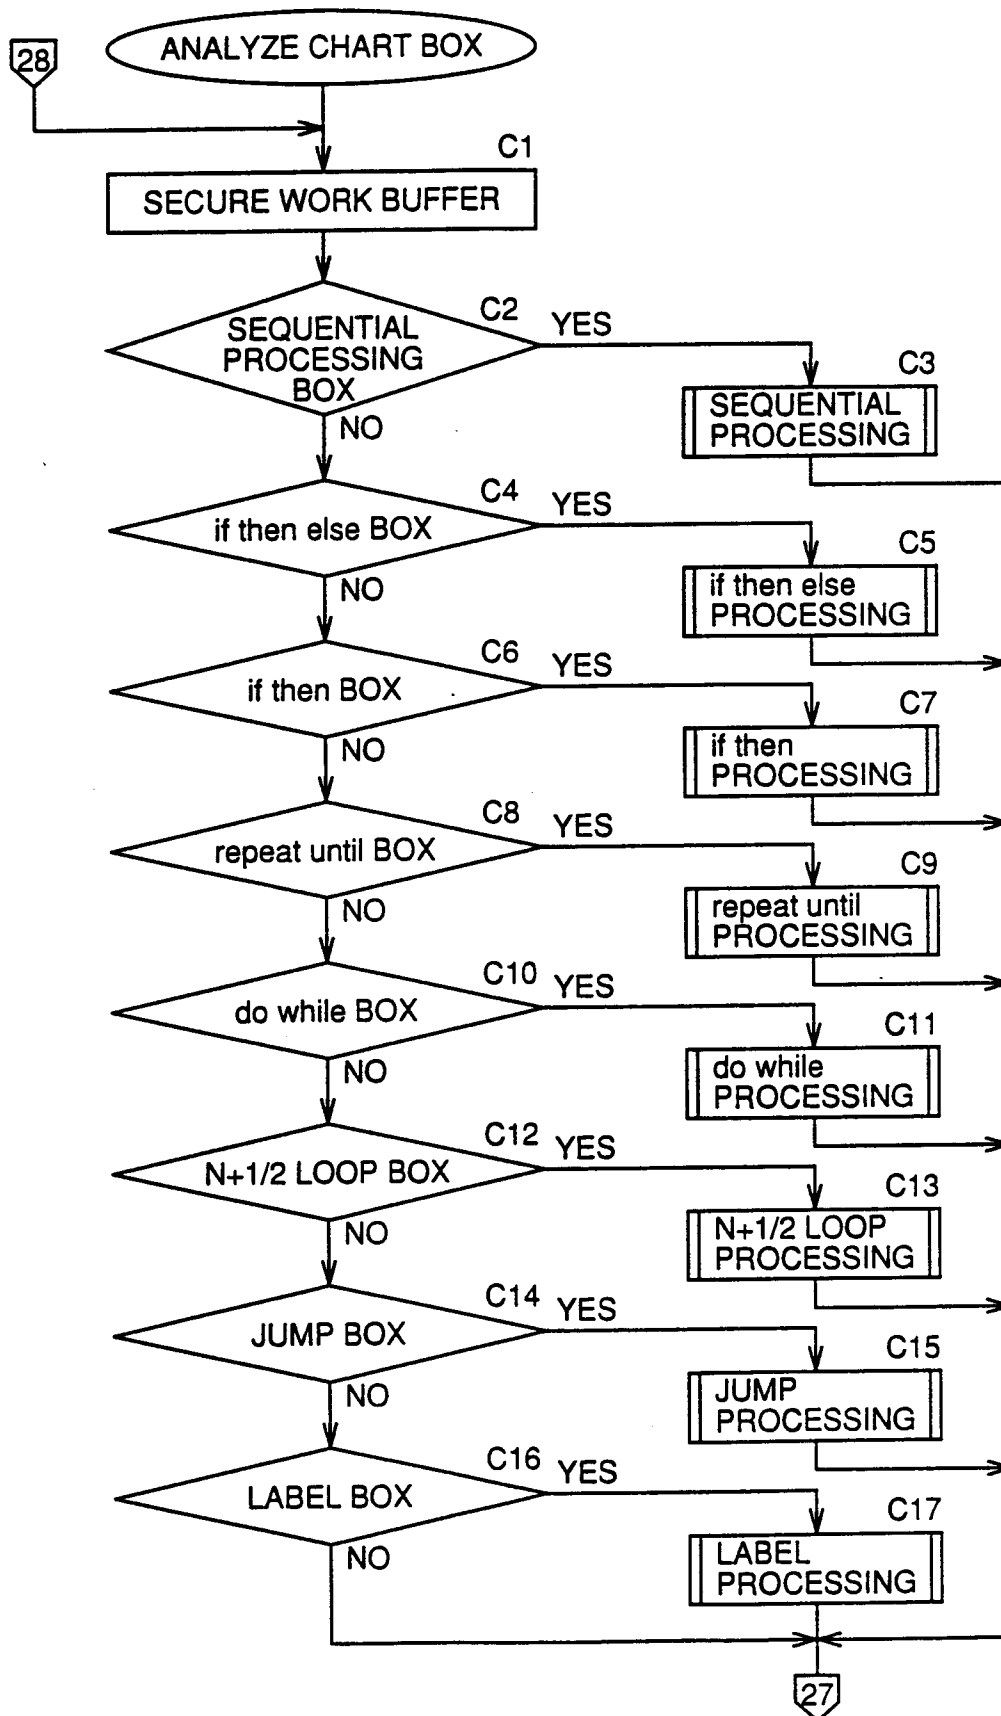 ANALYZE CHART BOX
28
C1
SECURE WORK BUFFER
C2
YES
SEQUENTIAL
PROCESSING
BOX
C3
SEQUENTIAL
PROCESSING
NO
C4
YES
if then else BOX
C5
if then else
PROCESSING
NO
C6
YES
if then BOX
C7
if then
PROCESSING
NO
C8
YES
repeat until BOX
C9
repeat until
PROCESSING
NO
C10
YES
do while BOX
C11
do while
PROCESSING
NO
C12
YES
N+1/2 LOOP BOX
C13
N+1/2 LOOP
PROCESSING
NO
C14
YES
JUMP BOX
C15
JUMP
PROCESSING
NO
C16
YES
LABEL BOX
C17
LABEL
PROCESSING
NO
27